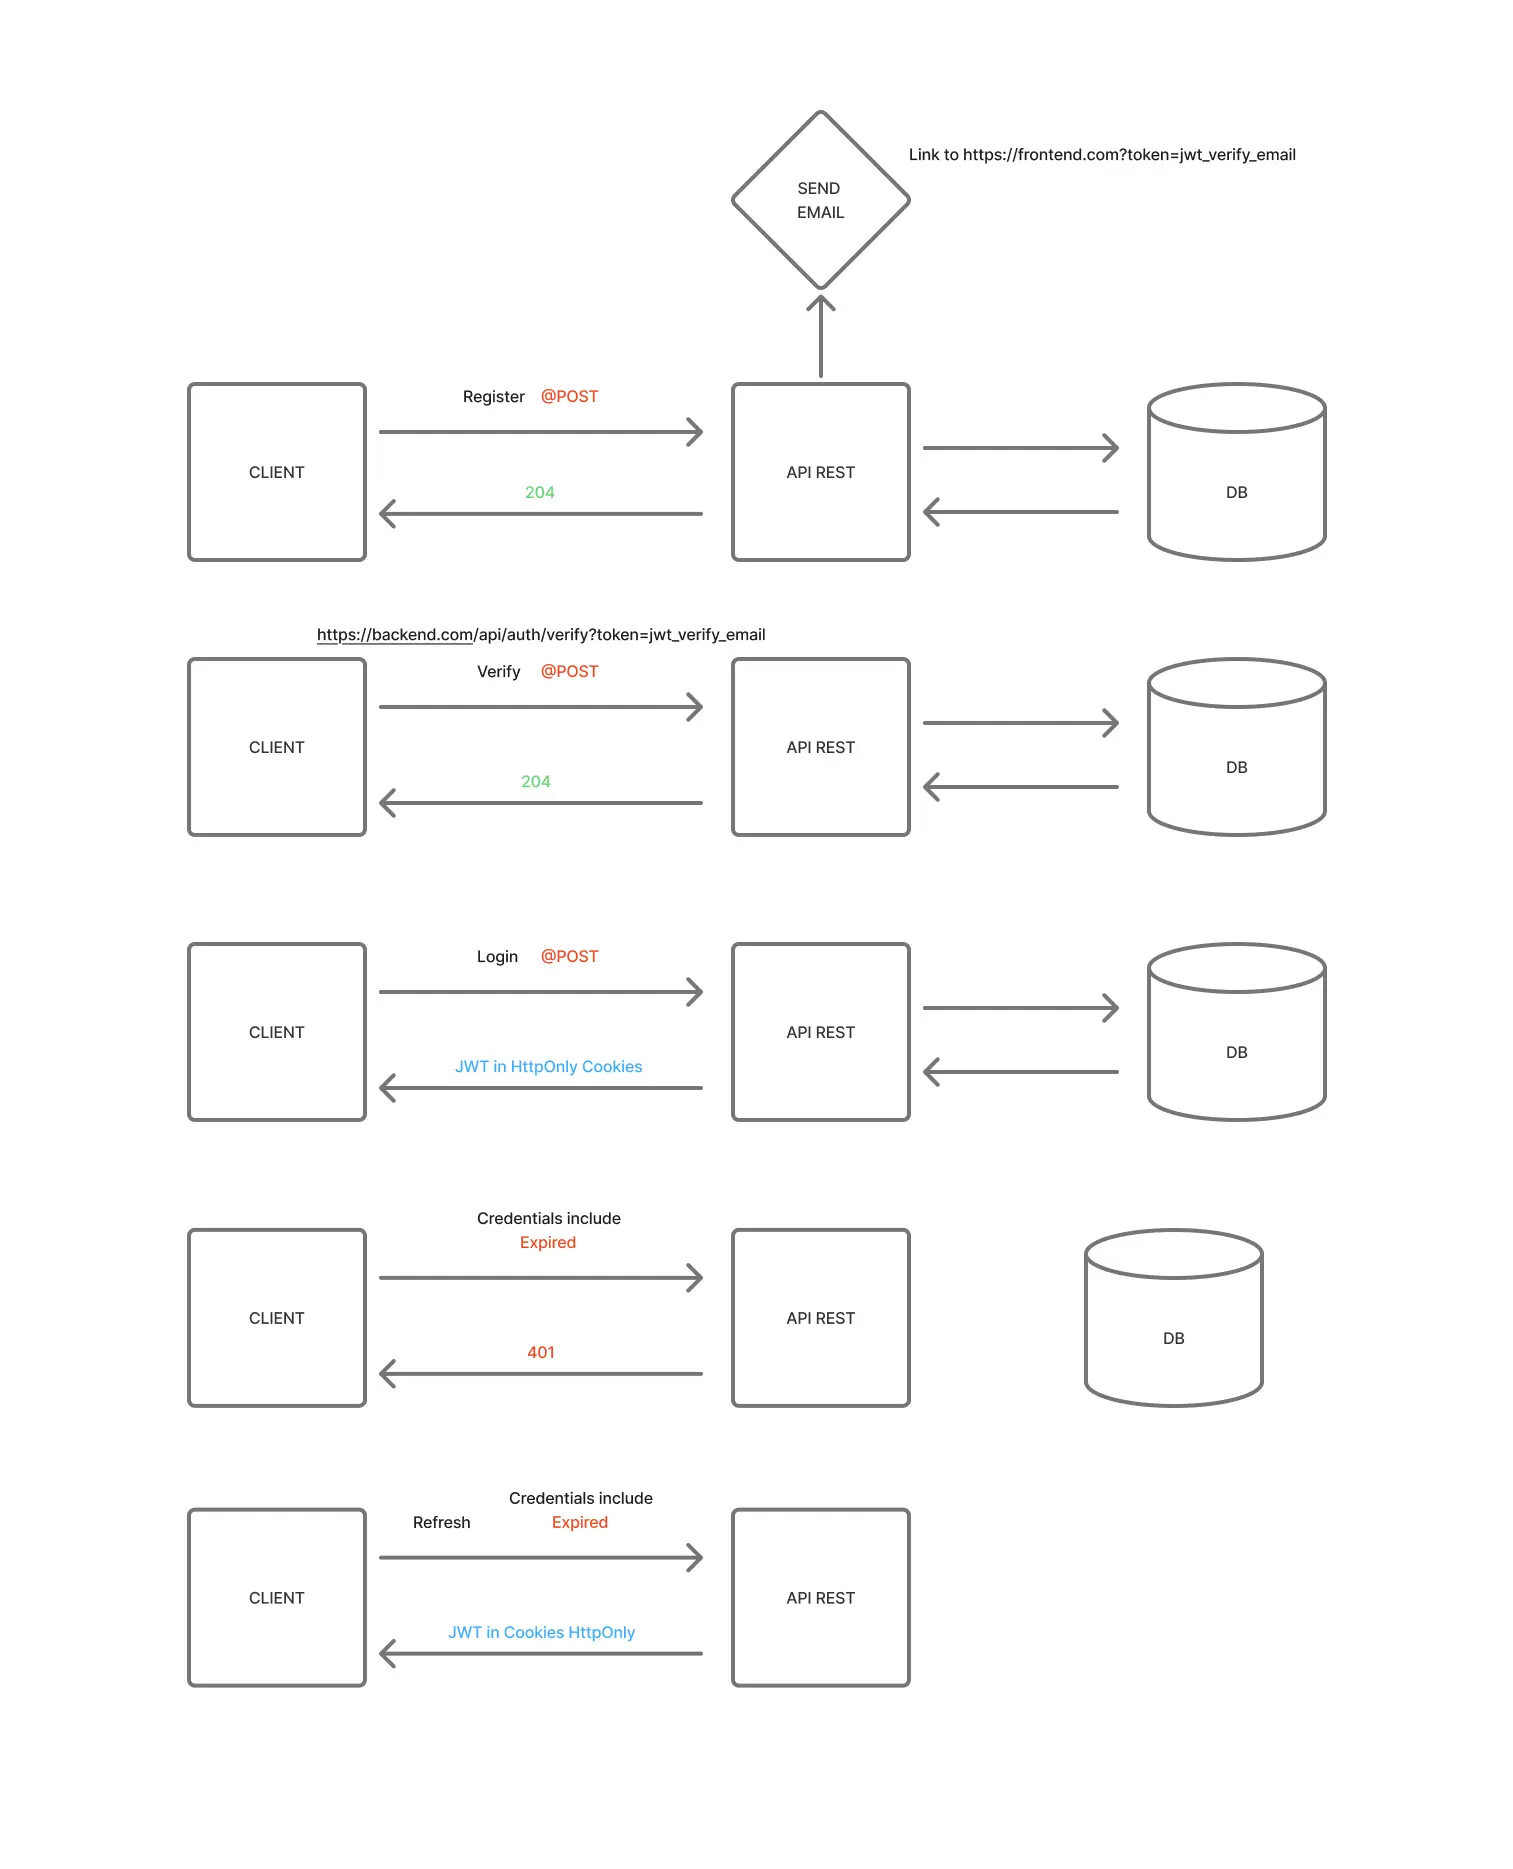 Link to https://frontend.com?token=jwt_verify_email
SEND
EMAIL
Register @POST
CLIENT
204
API REST
DB
https://backend.com/api/auth/verify?token=jwt_verify_email
Verify @POST
CLIENT
204
API REST
DB
Login @POST
CLIENT
JWT in HttpOnly Cookies
API REST
DB
Credentials include
Expired
CLIENT
401
API REST
DB
Credentials include
Refresh Expired
CLIENT
JWT in Cookies HttpOnly
API REST